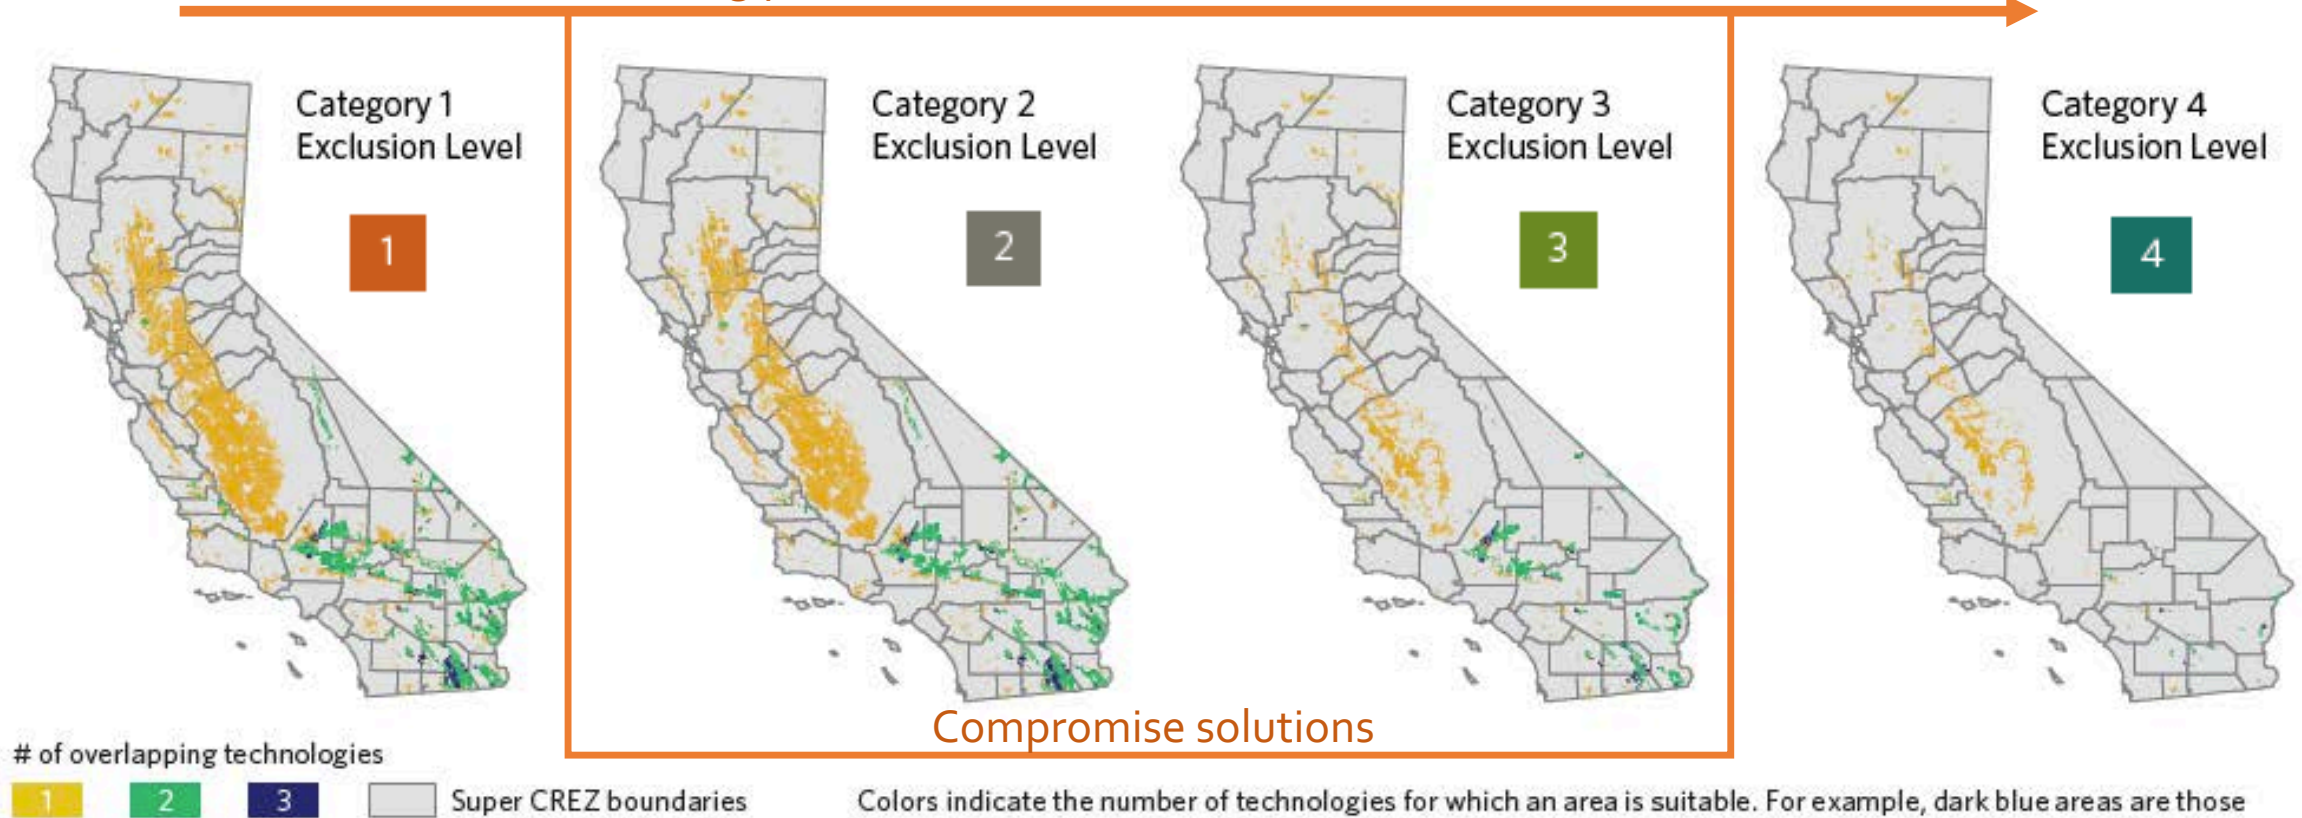 Category 1
Exclusion Level
1
Category 2
Exclusion Level
2
Category 3
Exclusion Level
3
Category 4
Exclusion Level
4
Compromise solutions
# of overlapping technologies
1 2 3 Super CREZ boundaries
Colors indicate the number of technologies for which an area is suitable. For example, dark blue areas are those